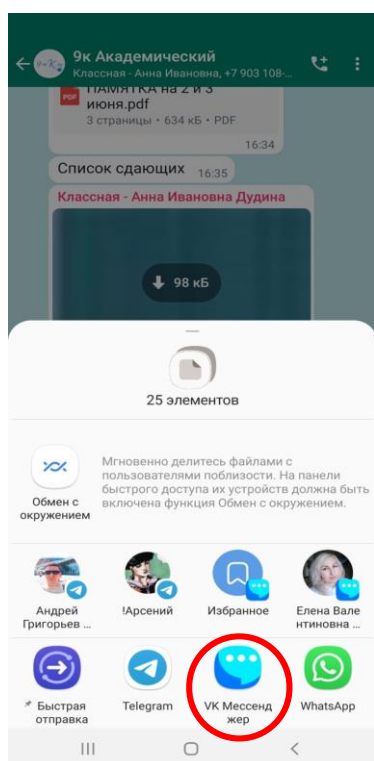 9к Академический
Классная - Анна Ивановна, +7 903 108-...
ПАМЯТКА на 2 и 3
июня.pdf
PDF
3 страницы • 634 кБ • PDF
16:34
Список сдающих 16:35
Классная - Анна Ивановна Дудина
98 кБ
25 элементов
Обмен с
окружением
Мгновенно делитесь файлами с
пользователями поблизости. На панели
быстрого доступа их устройств должна быть
включена функция Обмен с окружением.
Андрей
Григорьев ...
!Арсений
Избранное
Елена Вале
нтиновна ...
Быстрая
отправка
Telegram
VK Мессенд
жер
WhatsApp